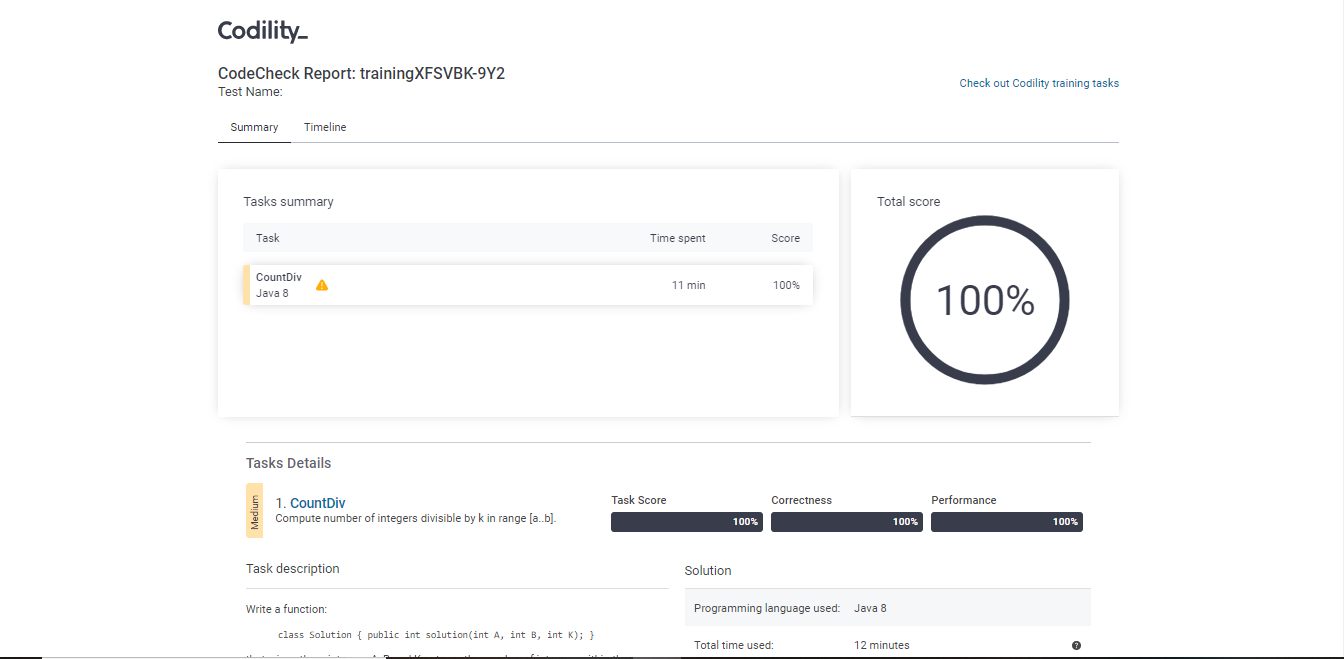 Codility_
CodeCheck Report: trainingXFSVBK-9Y2
Test Name:
Check out Codility training tasks
Summary Timeline
Tasks summary
Task Time spent Score
CountDiv
Java 8
11 min 100%
Total score
100%
Tasks Details
Medium
1. CountDiv
Compute number of integers divisible by k in range [a..b].
Task Score Correctness Performance
100% 100% 100%
Task description
Write a function:
class Solution { public int solution(int A, int B, int K); }
Solution
Programming language used: Java 8
Total time used: 12 minutes